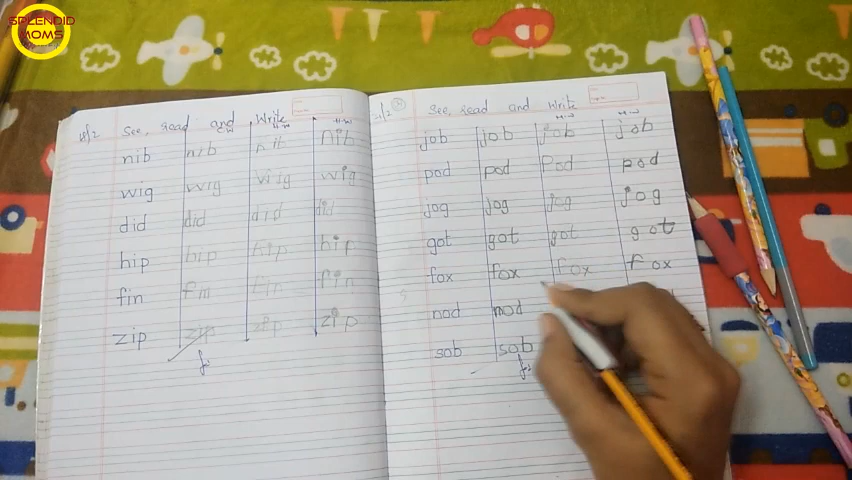 SPLENDID
MOMS
See, read and Write
C.W H.W H.W
nib nib nib nib
wig wig wig wig
did did did did
hip hip hip hip
fin fin fin fin
zip zip zip zip
See, read and Write
H.W H.W
job job job job
pod pod pod pod
jog jog jog jog
got got got got
fox fox fox fox
nod nod
sob sob